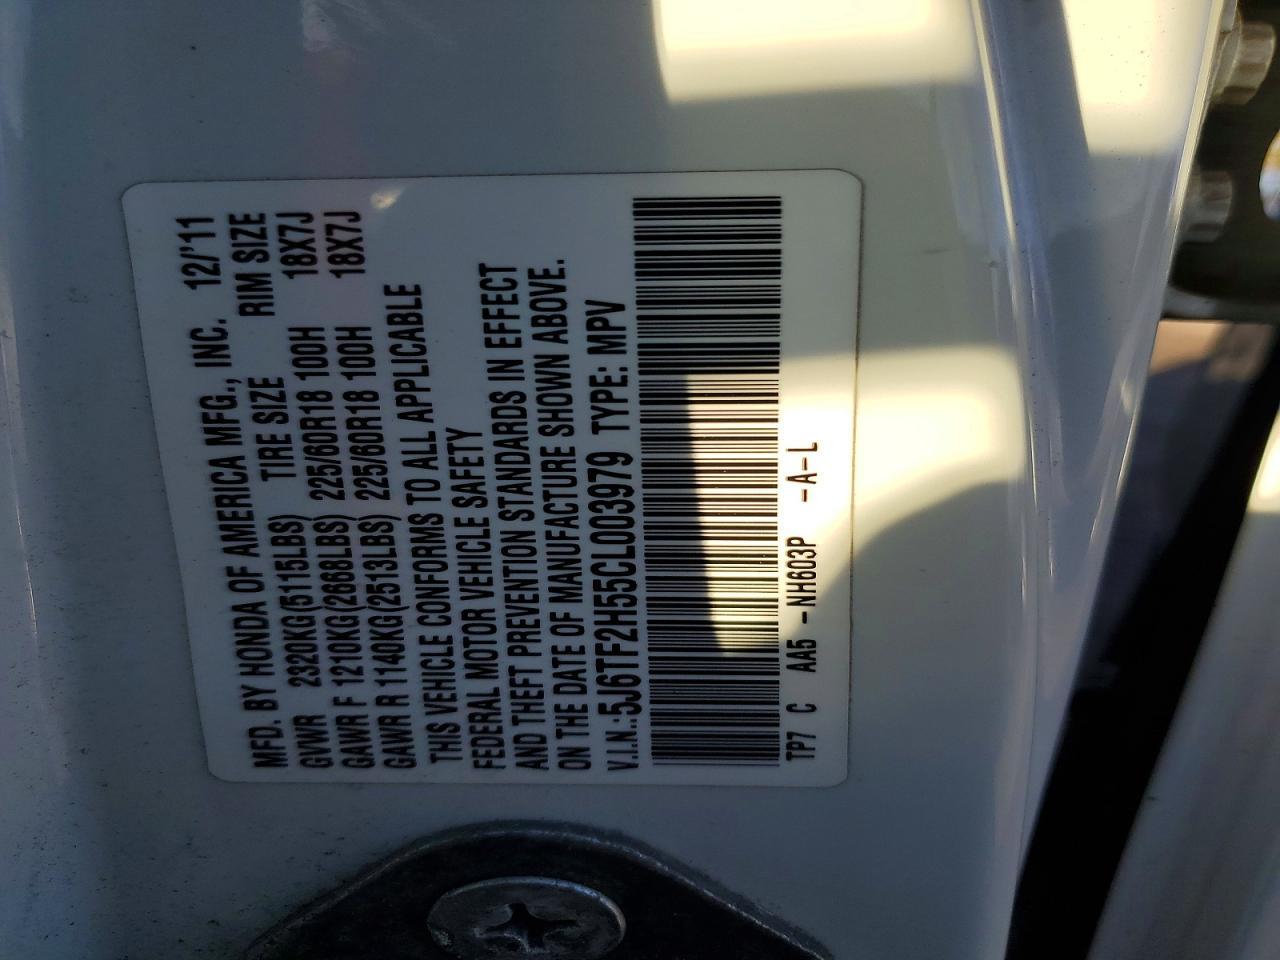 MFD. BY HONDA OF AMERICA MFG., INC. 12/'11
GVWR 2320KG(5115LBS) TIRE SIZE RIM SIZE
GAWR F 1210KG(2668LBS) 225/60R18 100H 18X7J
GAWR R 1140KG(2513LBS) 225/60R18 100H 18X7J
THIS VEHICLE CONFORMS TO ALL APPLICABLE
FEDERAL MOTOR VEHICLE SAFETY
AND THEFT PREVENTION STANDARDS IN EFFECT
ON THE DATE OF MANUFACTURE SHOWN ABOVE.
V.I.N.:5J6TF2H55CL003979 TYPE: MPV
TP7 C AA5 -NH603P -A-L